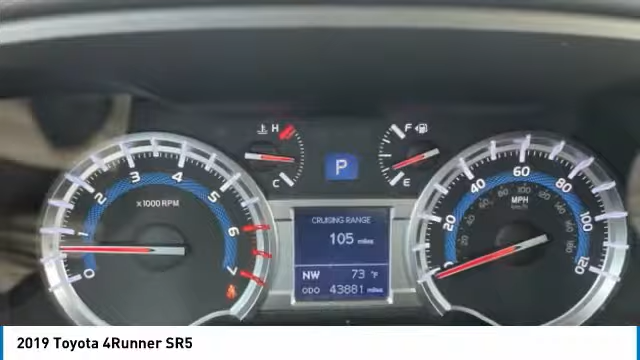 H
F
C
E
P
0
1
2
3
4
5
6
7
X1000 RPM
CRUISING RANGE
105 miles
NW 73 °F
ODO 43881 miles
20
40
60
80
100
120
MPH
km/h
2019 Toyota 4Runner SR5